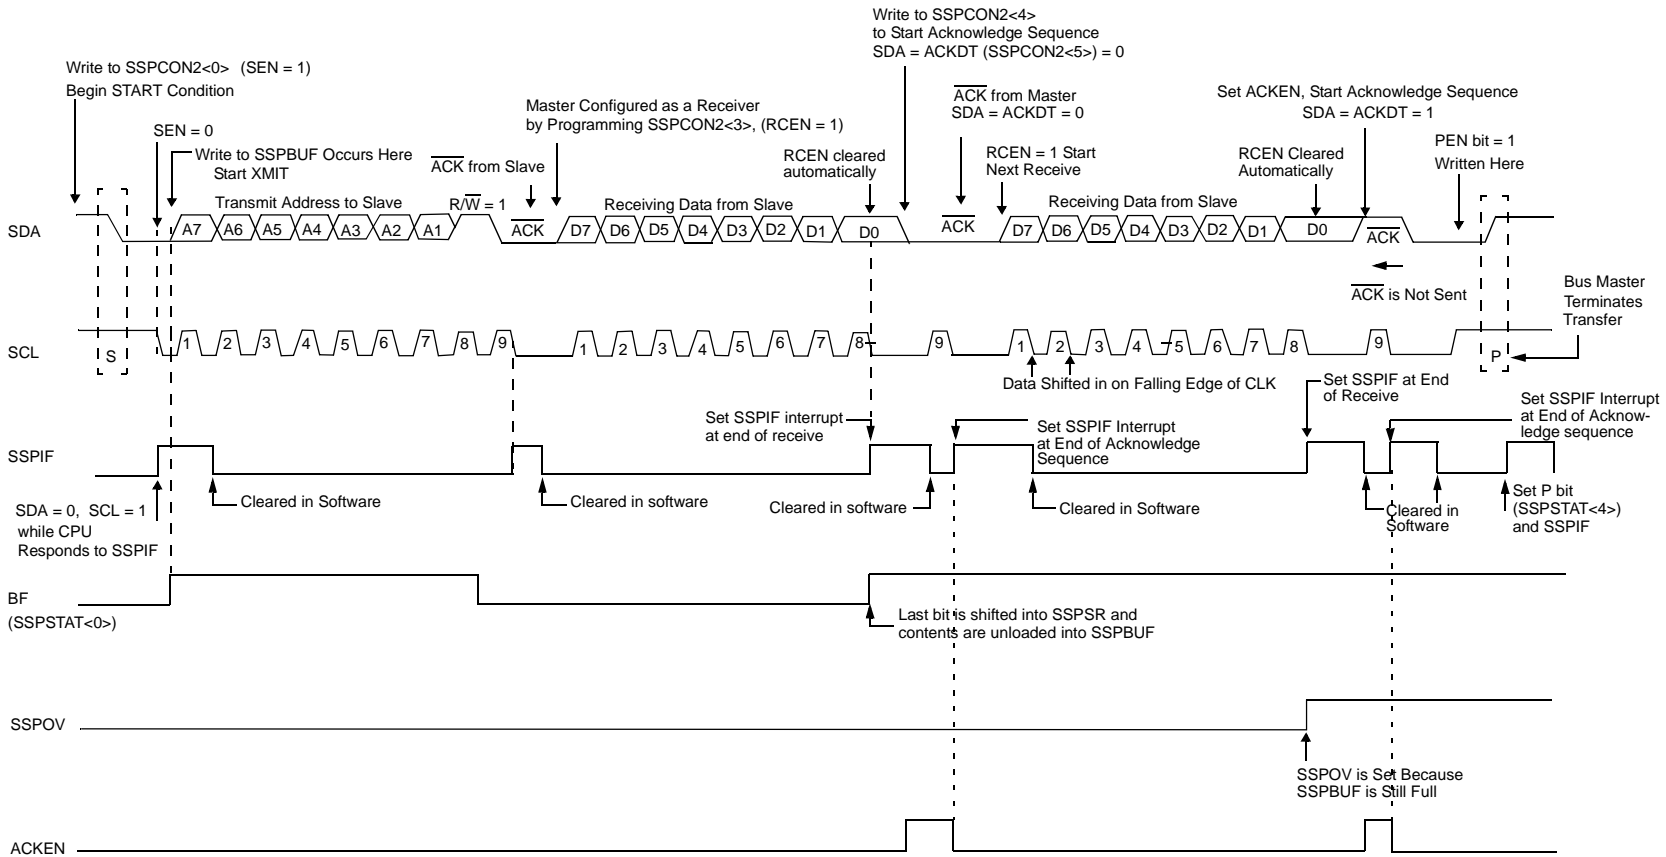 Write to SSPCON2<4>
to Start Acknowledge Sequence
SDA = ACKDT (SSPCON2<5>) = 0
Write to SSPCON2<0> (SEN = 1)
Begin START Condition
ACK from Master
SDA = ACKDT = 0
Set ACKEN, Start Acknowledge Sequence
SDA = ACKDT = 1
Master Configured as a Receiver
by Programming SSPCON2<3>, (RCEN = 1)
SEN = 0
PEN bit = 1
Written Here
Write to SSPBUF Occurs Here
Start XMIT
ACK from Slave
RCEN cleared
automatically
RCEN = 1 Start
Next Receive
RCEN Cleared
Automatically
Transmit Address to Slave
R/W = 1
Receiving Data from Slave
Receiving Data from Slave
SDA
A7 A6 A5 A4 A3 A2 A1
ACK
D7 D6 D5 D4 D3 D2 D1 D0
ACK
D7 D6 D5 D4 D3 D2 D1 D0
ACK
ACK is Not Sent
Bus Master
Terminates
Transfer
SCL
S
1 2 3 4 5 6 7 8 9
1 2 3 4 5 6 7 8 9
1 2 3 4 5 6 7 8 9
P
Data Shifted in on Falling Edge of CLK
Set SSPIF interrupt
at end of receive
Set SSPIF Interrupt
at End of Acknowledge
Sequence
Set SSPIF at End
of Receive
Set SSPIF Interrupt
at End of Acknow-
ledge sequence
SSPIF
SDA = 0, SCL = 1
while CPU
Responds to SSPIF
Cleared in Software
Cleared in software
Cleared in software
Cleared in Software
Cleared in
Software
Set P bit
(SSPSTAT<4>)
and SSPIF
BF
(SSPSTAT<0>)
Last bit is shifted into SSPSR and
contents are unloaded into SSPBUF
SSPOV
SSPOV is Set Because
SSPBUF is Still Full
ACKEN